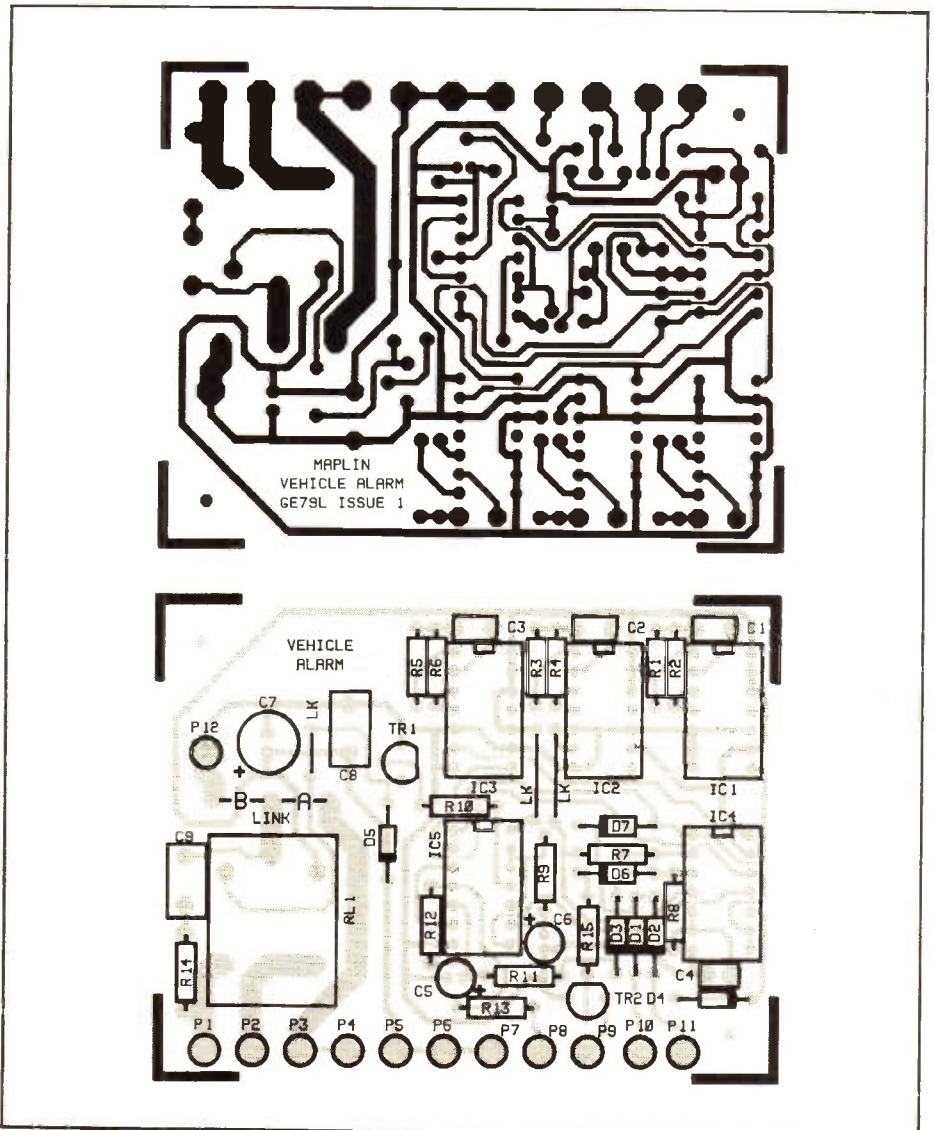 MAPLIN
VEHICLE ALARM
GE79L ISSUE 1
VEHICLE
ALARM
C3
C2
C1
R5
R6
R3
R4
R1
R2
C7
LK
P12
TR1
+
C8
IC3
LK
LK
IC2
IC1
B
A
LINK
R10
IC4
D5
IC5
D7
C9
R7
R9
D6
RL1
R12
C6
+
R8
R15
D3
D1
D2
R14
R11
C4
C5
+
R13
TR2
D4
P1
P2
P3
P4
P5
P6
P7
P8
P9
P10
P11